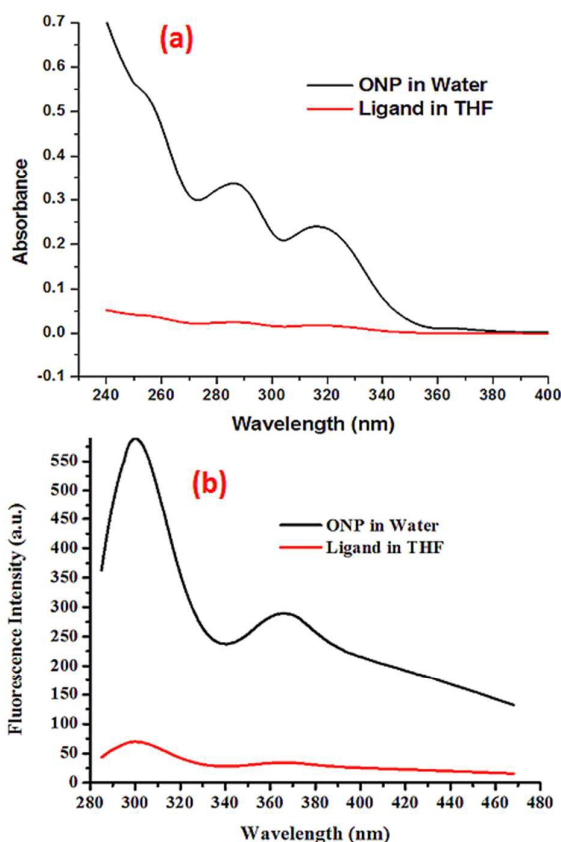 (a)
ONP in Water
Ligand in THF
Absorbance
0.7
0.6
0.5
0.4
0.3
0.2
0.1
0.0
-0.1
240 260 280 300 320 340 360 380 400
Wavelength (nm)
(b)
ONP in Water
Ligand in THF
Fluorescence Intensity (a.u.)
550
500
450
400
350
300
250
200
150
100
50
0
280 300 320 340 360 380 400 420 440 460 480
Wavelength (nm)